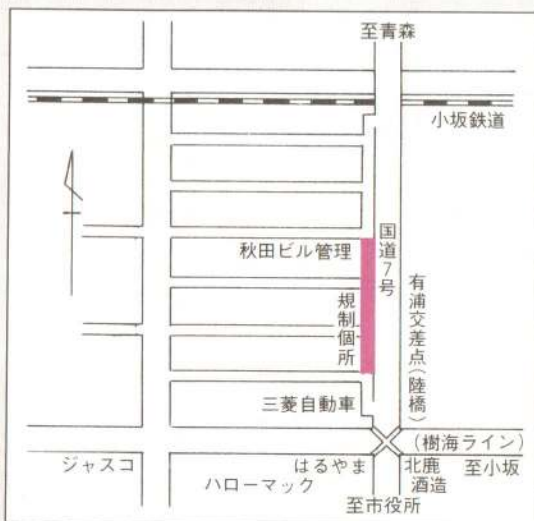 至青森
小坂鉄道
秋田ビル管理
国道7号
規制個所
有浦交差点(陸橋)
三菱自動車
(樹海ライン)
ジャスコ
はるやま
北鹿酒造
至小坂
ハローマック
至市役所